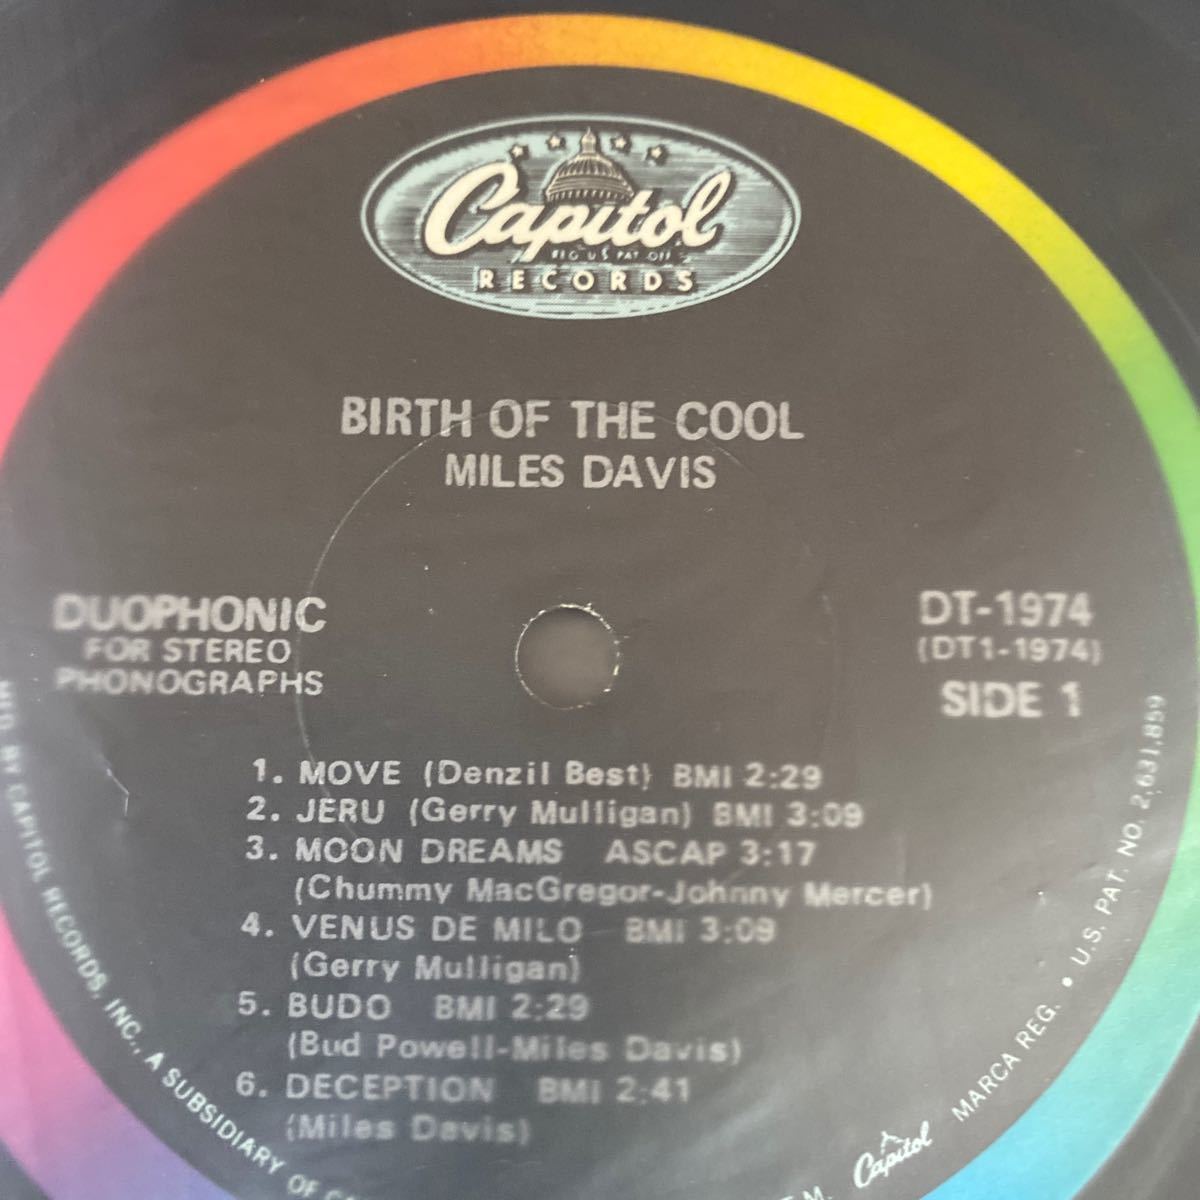 Capitol
REG U.S. PAT. OFF.
RECORDS
BIRTH OF THE COOL
MILES DAVIS
DUOPHONIC
FOR STEREO
PHONOGRAPHS
DT-1974
(DT1-1974)
SIDE 1
1. MOVE (Denzil Best) BMI 2:29
2. JERU (Gerry Mulligan) BMI 3:09
3. MOON DREAMS ASCAP 3:17
(Chummy MacGregor-Johnny Mercer)
4. VENUS DE MILO BMI 3:09
(Gerry Mulligan)
5. BUDO BMI 2:29
(Bud Powell-Miles Davis)
6. DECEPTION BMI 2:41
(Miles Davis)
MFD. BY CAPITOL RECORDS, INC., A SUBSIDIARY OF
T.M. Capitol MARCA REG. • U.S. PAT. NO. 2,631,859